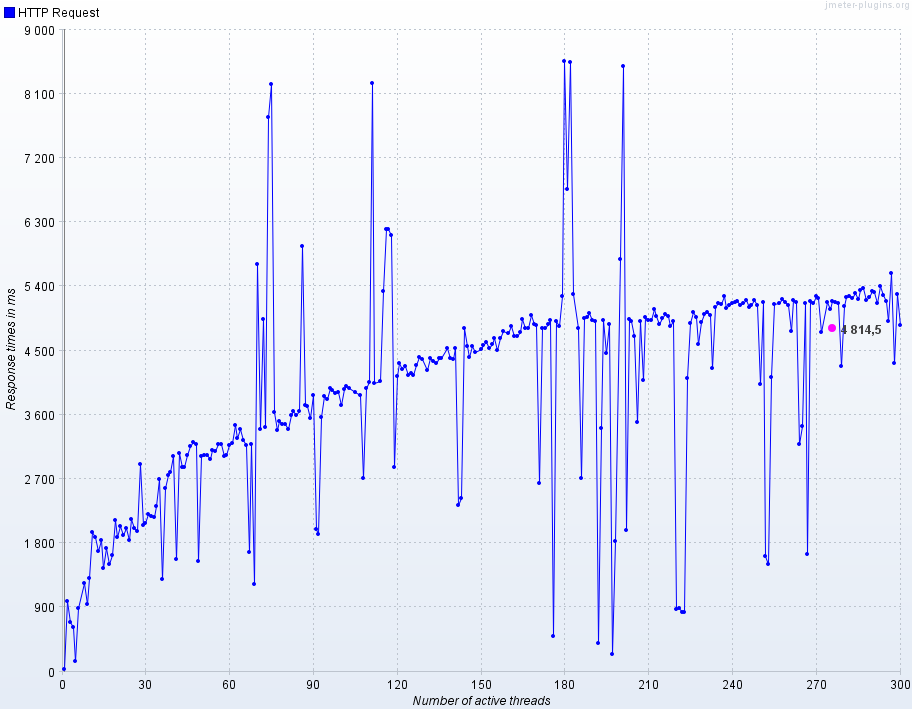 jmeter-plugins.org
HTTP Request
9 000
8 100
7 200
6 300
5 400
4 500
3 600
2 700
1 800
900
0
Response times in ms
4 814,5
0 30 60 90 120 150 180 210 240 270 300
Number of active threads